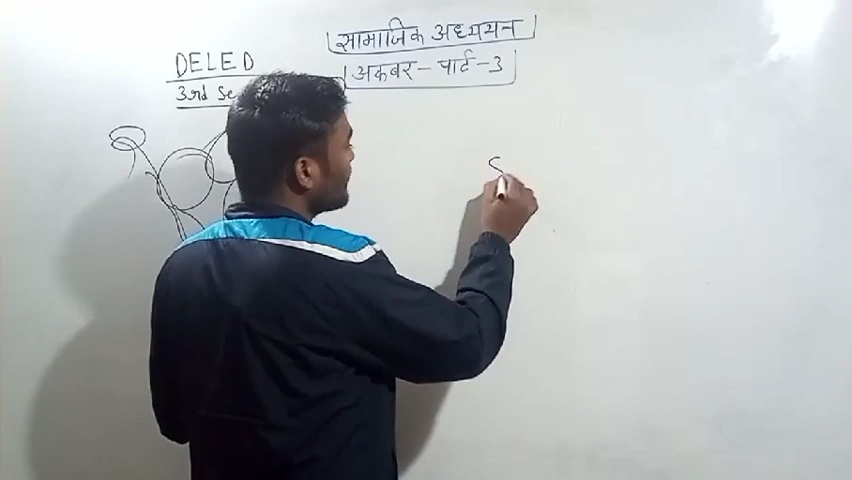 सामाजिक अध्ययन
अकबर - पार्ट - 3
DELED
3rd Se